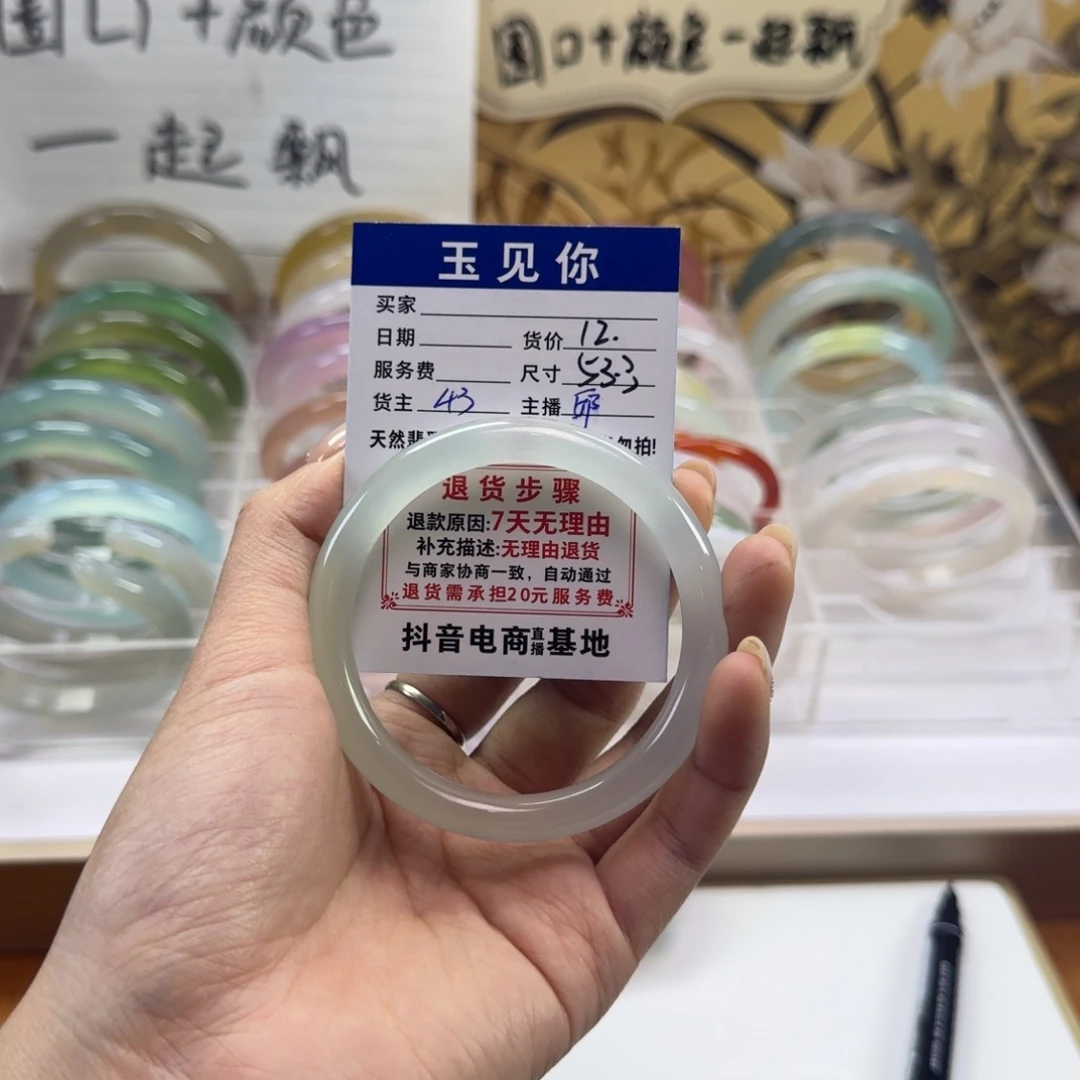 圈口+颜色
一起飘
圈口+颜色一起飘
玉见你
买家
日期 货价 12.
服务费 尺寸 53.3
货主 43 主播 邱
天然翡 勿拍!
退货步骤
退款原因:7天无理由
补充描述:无理由退货
与商家协商一致，自动通过
退货需承担20元服务费
抖音电商直播基地